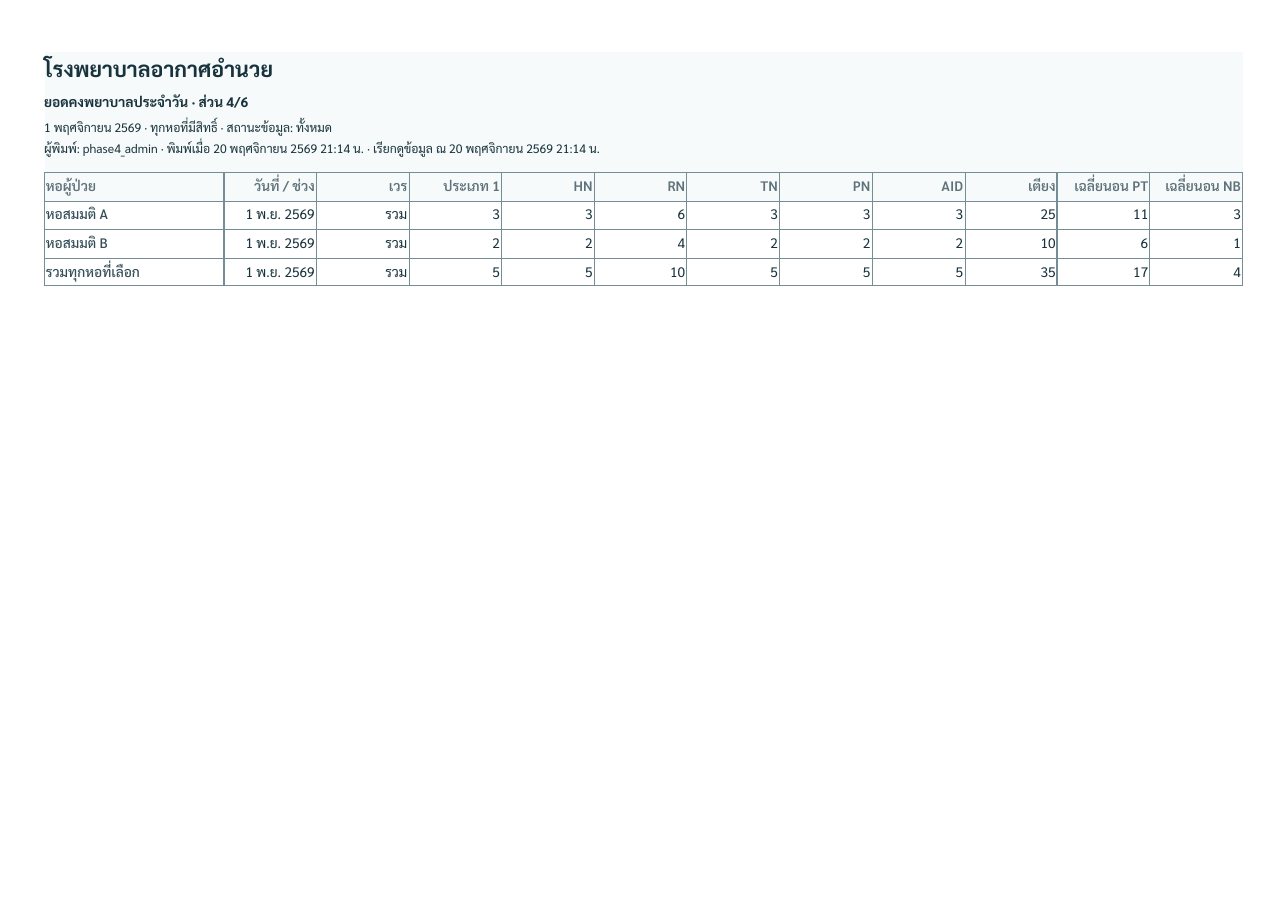 โรงพยาบาลอากาศอำนวย
ยอดคงพยาบาลประจำวัน · ส่วน 4/6
1 พฤศจิกายน 2569 · ทุกหอที่มีสิทธิ์ · สถานะข้อมูล: ทั้งหมด
ผู้พิมพ์: phase4_admin · พิมพ์เมื่อ 20 พฤศจิกายน 2569 21:14 น. · เรียกดูข้อมูล ณ 20 พฤศจิกายน 2569 21:14 น.
หอผู้ป่วย วันที่ / ช่วง เวร ประเภท 1 HN RN TN PN AID เตียง เฉลี่ยนอน PT เฉลี่ยนอน NB
หอสมมติ A 1 พ.ย. 2569 รวม 3 3 6 3 3 3 25 11 3
หอสมมติ B 1 พ.ย. 2569 รวม 2 2 4 2 2 2 10 6 1
รวมทุกหอที่เลือก 1 พ.ย. 2569 รวม 5 5 10 5 5 5 35 17 4